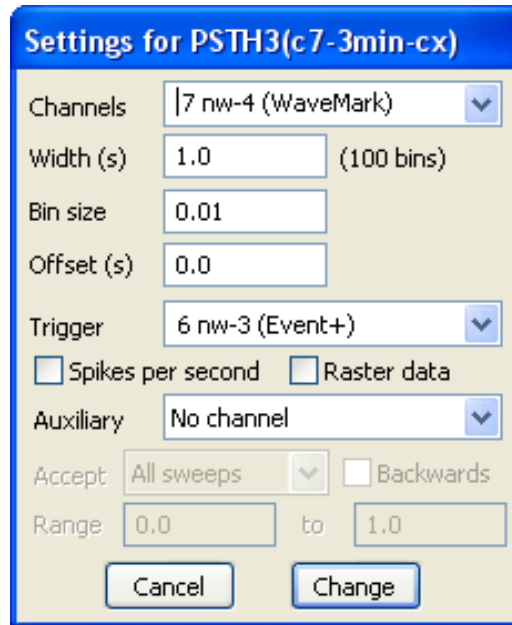 Settings for PSTH3(c7-3min-cx)
Channels 7 nw-4 (WaveMark)
Width (s) 1.0 (100 bins)
Bin size 0.01
Offset (s) 0.0
Trigger 6 nw-3 (Event+)
Spikes per second Raster data
Auxiliary No channel
Accept All sweeps Backwards
Range 0.0 to 1.0
Cancel Change